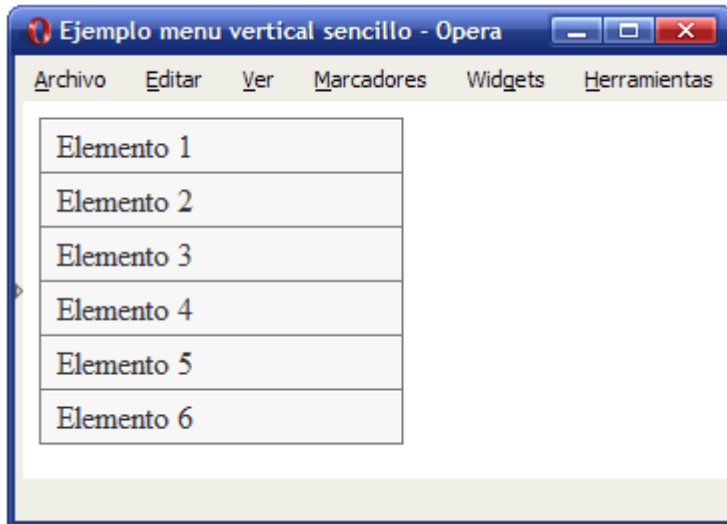 Ejemplo menu vertical sencillo - Opera
Archivo Editar Ver Marcadores Widgets Herramientas
Elemento 1
Elemento 2
Elemento 3
Elemento 4
Elemento 5
Elemento 6